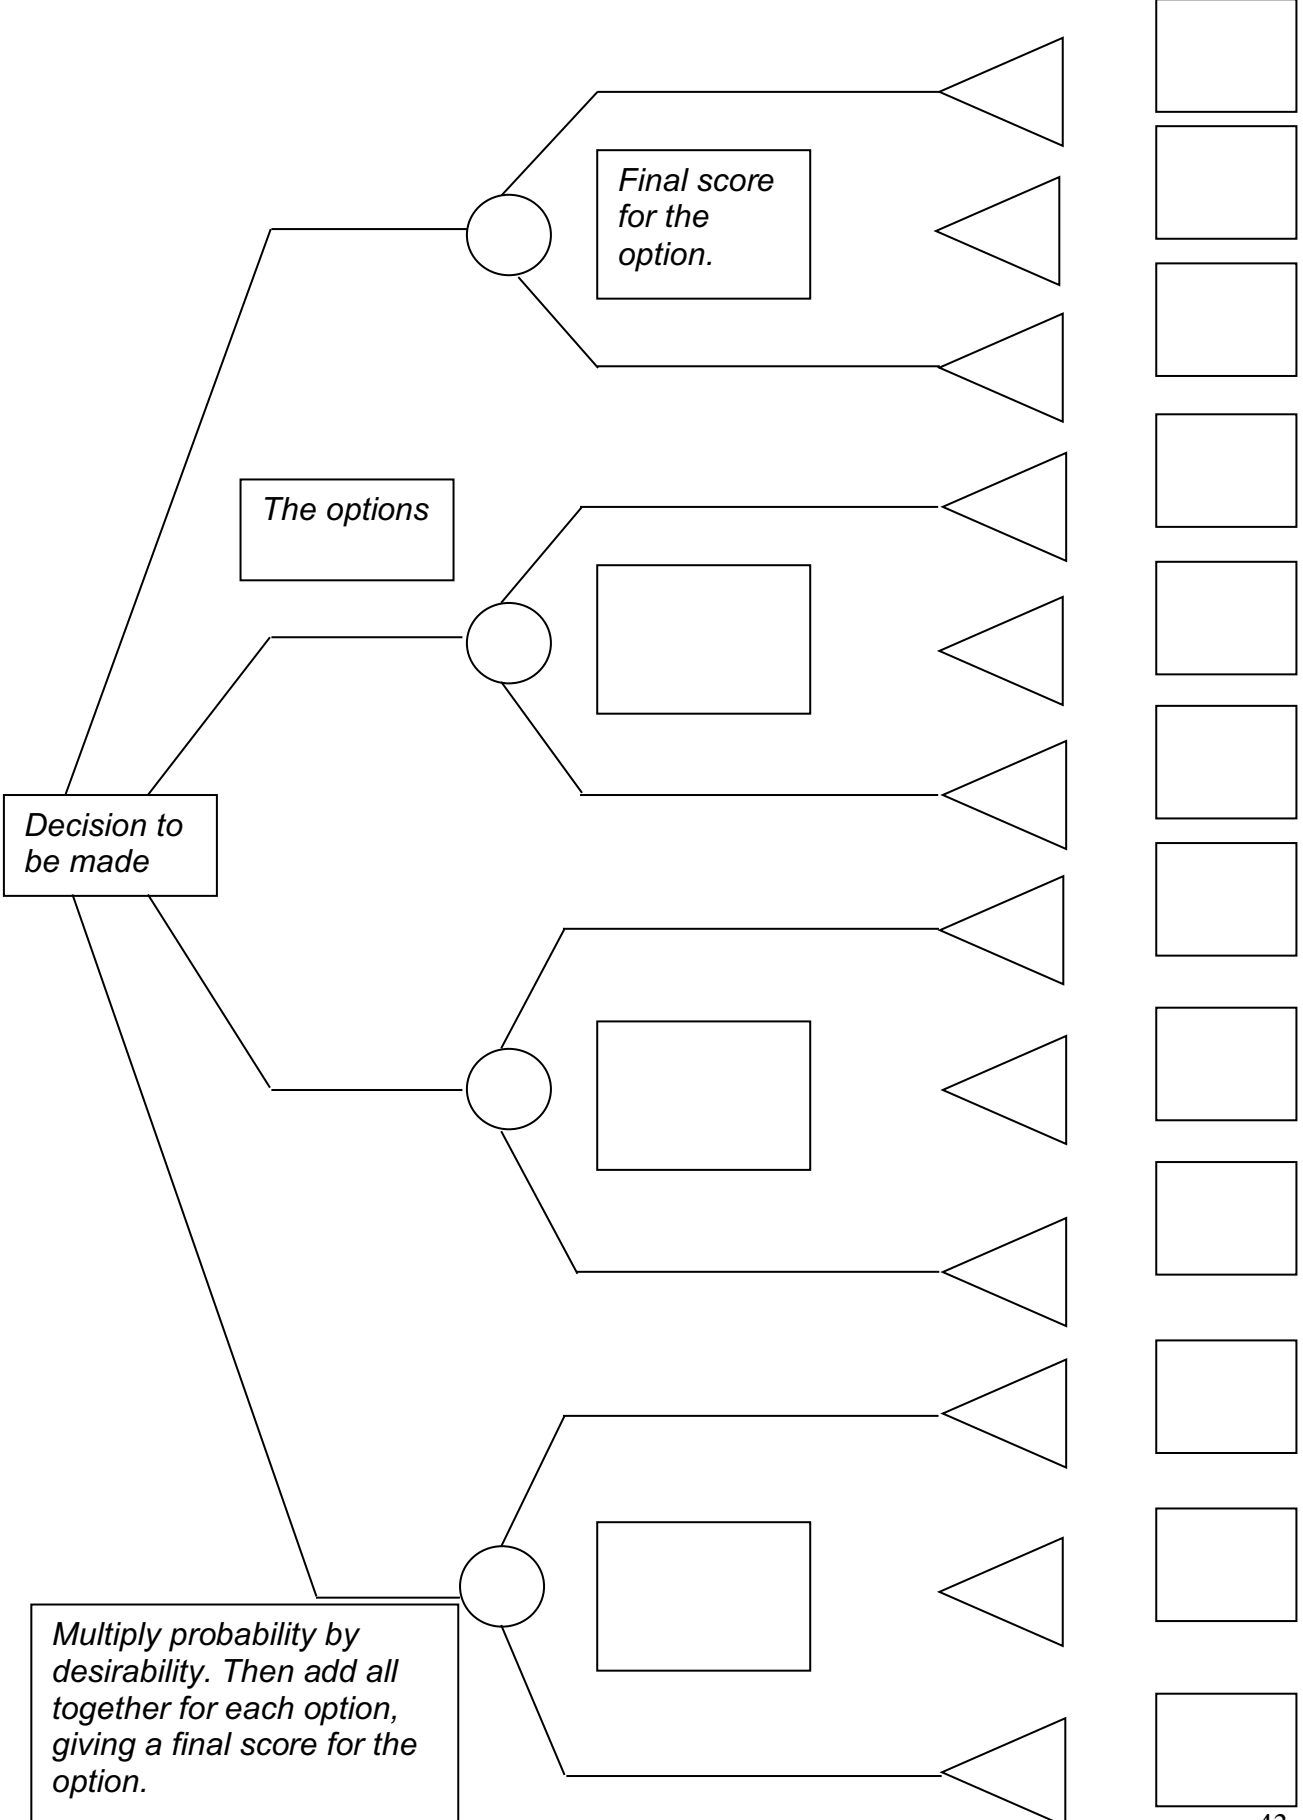 Final score
for the
option.
The options
Decision to
be made
Multiply probability by
desirability. Then add all
together for each option,
giving a final score for the
option.